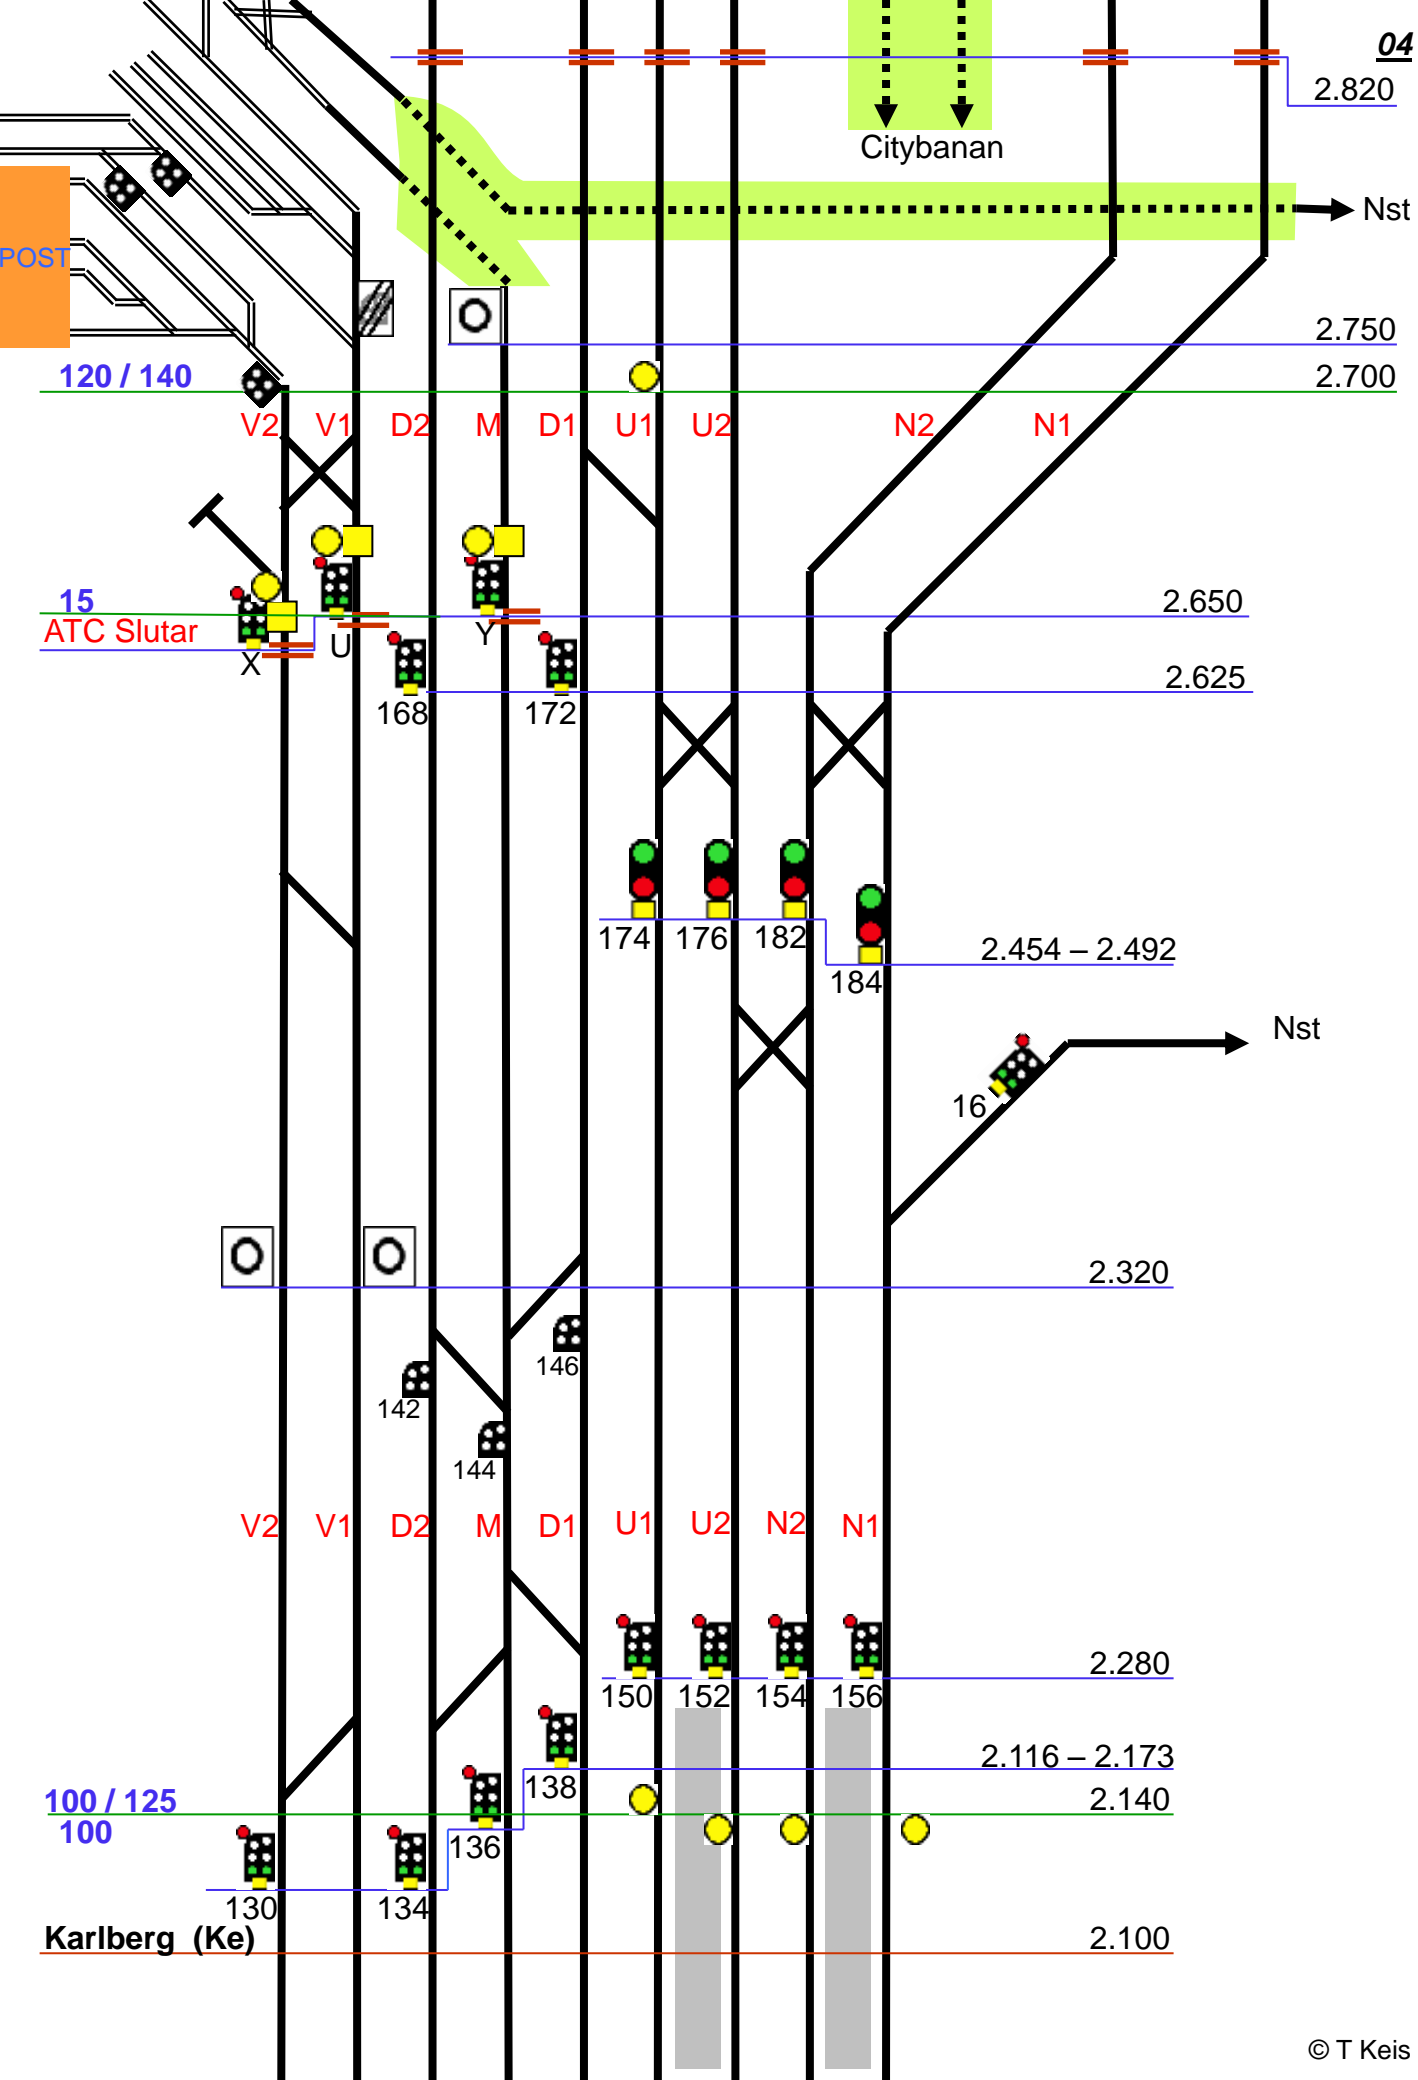 04
2.820
Citybanan
Nst
POST
2.750
120 / 140
2.700
V2 V1 D2 M D1 U1 U2 N2 N1
15
2.650
ATC Slutar
X U Y
2.625
168 172
174 176 182
2.454 – 2.492
184
Nst
16
2.320
146
142
144
V2 V1 D2 M D1 U1 U2 N2 N1
2.280
150 152 154 156
2.116 – 2.173
138
100 / 125
2.140
100
136
130 134
Karlberg (Ke)
2.100
© T Keis